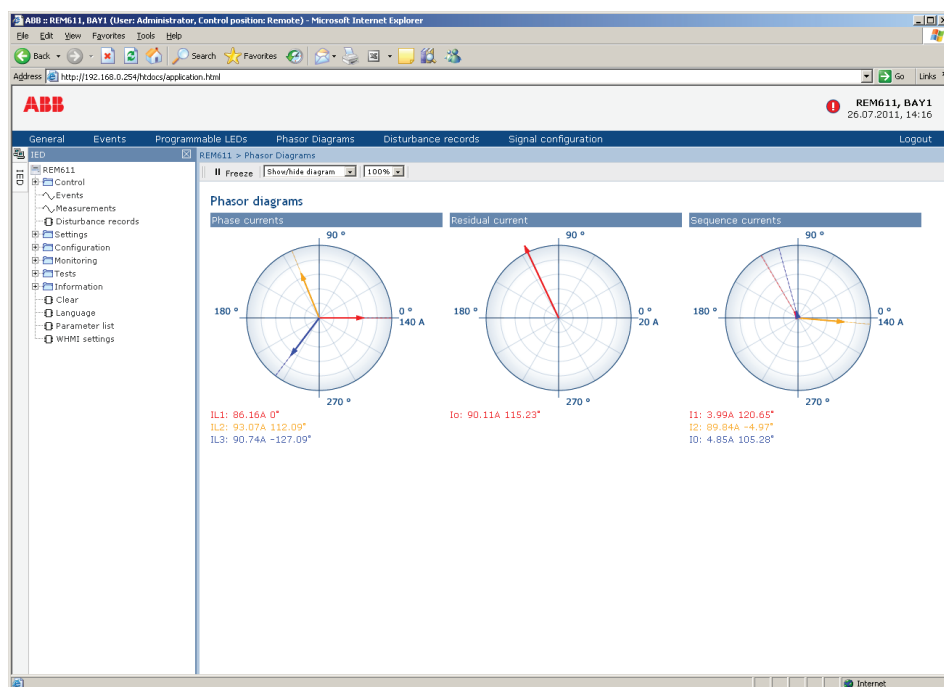 ABB :: REM611, BAY1 (User: Administrator, Control position: Remote) - Microsoft Internet Explorer
File Edit View Favorites Tools Help
Back Search Favorites
Address http://192.168.0.254/htdocs/application.html Go Links
ABB
REM611, BAY1
26.07.2011, 14:16
General Events Programmable LEDs Phasor Diagrams Disturbance records Signal configuration Logout
IED
IED
REM611 > Phasor Diagrams
Freeze Show/hide diagram 100%
REM611
Control
Events
Measurements
Disturbance records
Settings
Configuration
Monitoring
Tests
Information
Clear
Language
Parameter list
WHMI settings
Phasor diagrams
Phase currents
90 °
180 °
0 °
140 A
270 °
IL1: 86.16A 0°
IL2: 93.07A 112.09°
IL3: 90.74A -127.09°
Residual current
90 °
180 °
0 °
20 A
270 °
Io: 90.11A 115.23°
Sequence currents
90 °
180 °
0 °
140 A
270 °
I1: 3.99A 120.65°
I2: 89.84A -4.97°
I0: 4.85A 105.28°
Internet